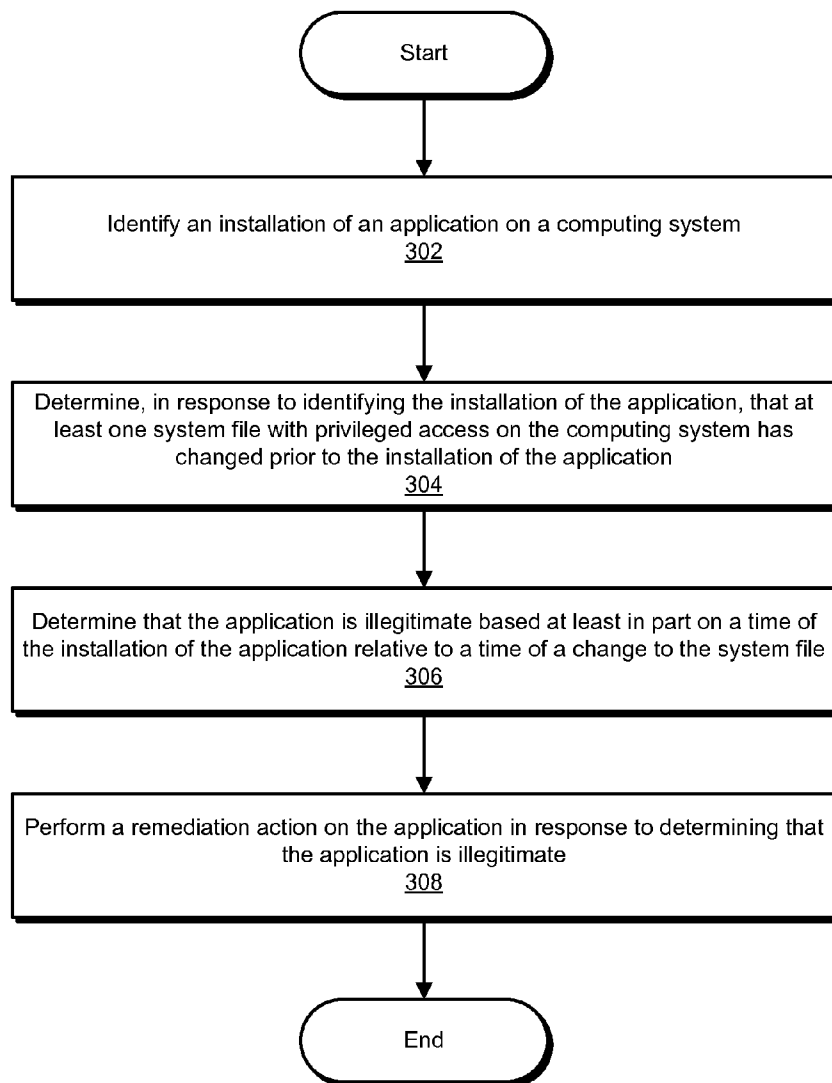 Start
Identify an installation of an application on a computing system
302
Determine, in response to identifying the installation of the application, that at
least one system file with privileged access on the computing system has
changed prior to the installation of the application
304
Determine that the application is illegitimate based at least in part on a time of
the installation of the application relative to a time of a change to the system file
306
Perform a remediation action on the application in response to determining that
the application is illegitimate
308
End